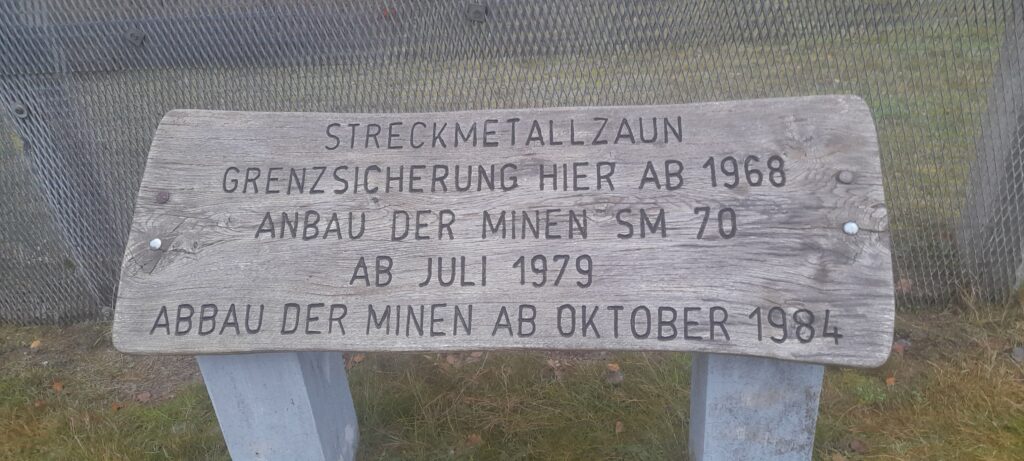 STRECKMETALLZAUN
GRENZSICHERUNG HIER AB 1968
ANBAU DER MINEN SM 70
AB JULI 1979
ABBAU DER MINEN AB OKTOBER 1984